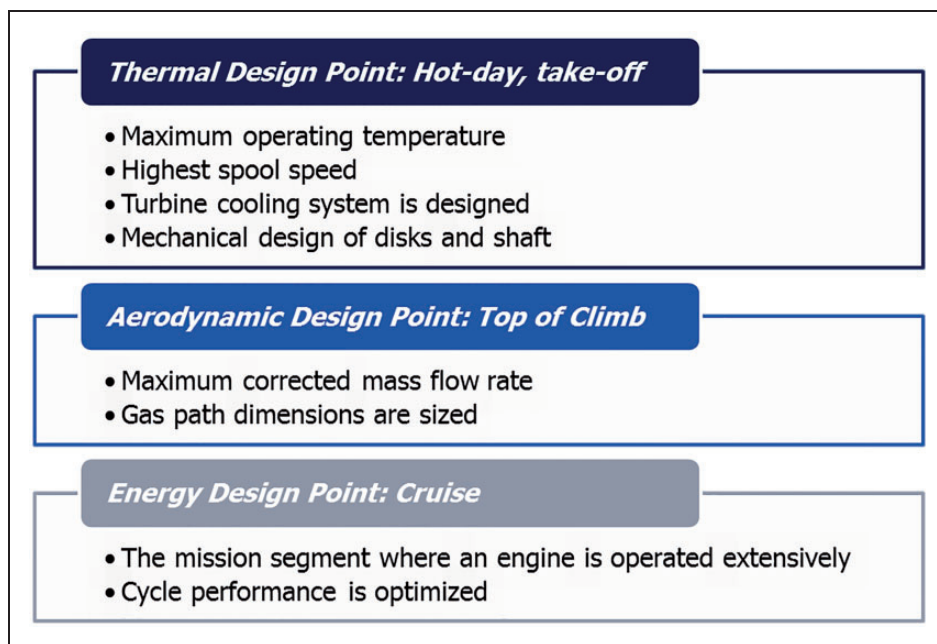 Thermal Design Point: Hot-day, take-off
• Maximum operating temperature
• Highest spool speed
• Turbine cooling system is designed
• Mechanical design of disks and shaft
Aerodynamic Design Point: Top of Climb
• Maximum corrected mass flow rate
• Gas path dimensions are sized
Energy Design Point: Cruise
• The mission segment where an engine is operated extensively
• Cycle performance is optimized